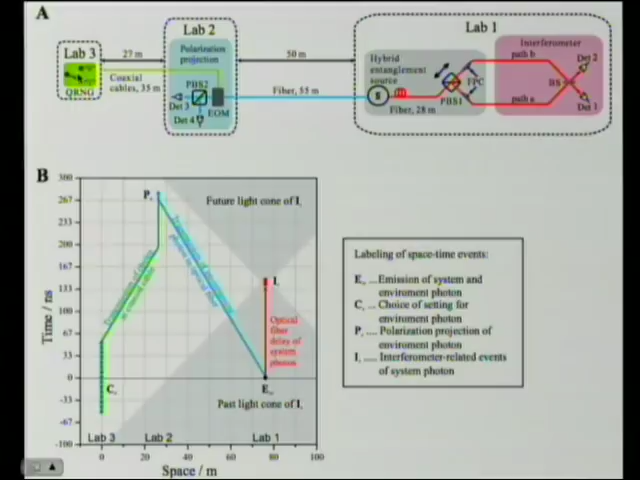 A
Lab 3
27 m
Lab 2
50 m
Lab 1
Polarization
projection
Hybrid
entanglement
source
Interferometer
path b
Det 2
QRNG
Coaxial
cables, 35 m
PBS2
Det 3
EOM
Det 4
Fiber, 55 m
S
Fiber, 28 m
PBS1
FPC
path a
BS
Det 1
B
Time / ns
300
267
233
200
167
133
100
67
33
0
-33
-67
-100
Future light cone of I
Past light cone of I
P
I
C
E
Optical
fiber
delay of
system
photon
Lab 3
Lab 2
Lab 1
0
20
40
60
80
100
Space / m
Labeling of space-time events:
E ... Emission of system and
enviroment photon
C ... Choice of setting for
enviroment photon
P .... Polarization projection of
enviroment photon
I ..... Interferometer-related events
of system photon